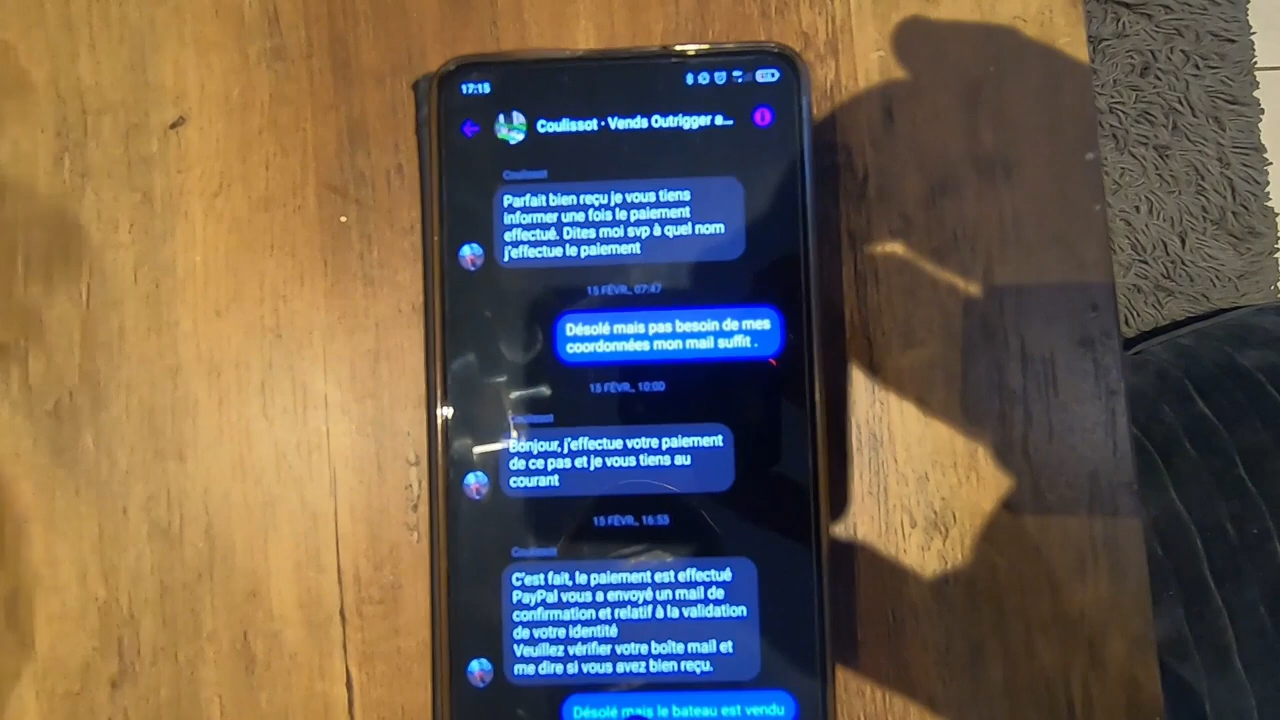 17:15
Coulissot · Vends Outrigger a...
Coulissot
Parfait bien reçu je vous tiens
informer une fois le paiement
effectué. Dites moi svp à quel nom
j'effectue le paiement
15 FÉVR., 07:47
Désolé mais pas besoin de mes
coordonnées mon mail suffit .
15 FÉVR., 10:00
Coulissot
Bonjour, j'effectue votre paiement
de ce pas et je vous tiens au
courant
15 FÉVR., 16:53
Coulissot
C'est fait, le paiement est effectué
PayPal vous a envoyé un mail de
confirmation et relatif à la validation
de votre identité
Veuillez vérifier votre boîte mail et
me dire si vous avez bien reçu.
Désolé mais le bateau est vendu